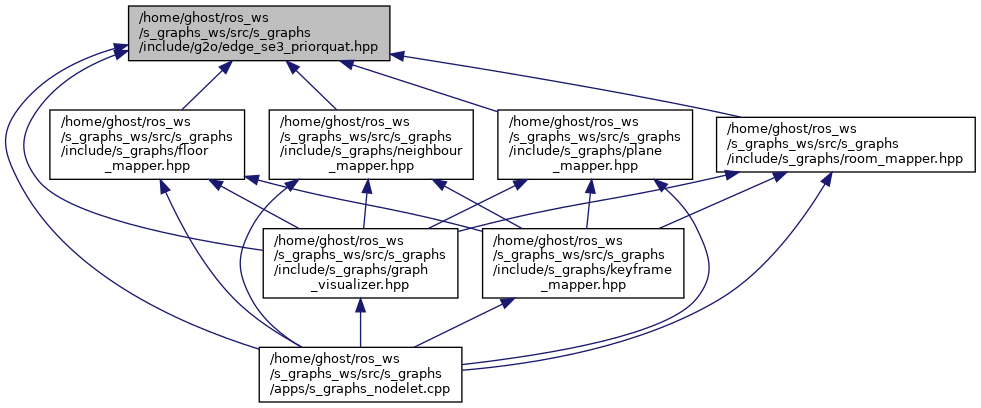 /home/ghost/ros_ws
/s_graphs_ws/src/s_graphs
/include/g2o/edge_se3_priorquat.hpp
/home/ghost/ros_ws
/s_graphs_ws/src/s_graphs
/include/s_graphs/floor
_mapper.hpp
/home/ghost/ros_ws
/s_graphs_ws/src/s_graphs
/include/s_graphs/neighbour
_mapper.hpp
/home/ghost/ros_ws
/s_graphs_ws/src/s_graphs
/include/s_graphs/plane
_mapper.hpp
/home/ghost/ros_ws
/s_graphs_ws/src/s_graphs
/include/s_graphs/room_mapper.hpp
/home/ghost/ros_ws
/s_graphs_ws/src/s_graphs
/include/s_graphs/graph
_visualizer.hpp
/home/ghost/ros_ws
/s_graphs_ws/src/s_graphs
/include/s_graphs/keyframe
_mapper.hpp
/home/ghost/ros_ws
/s_graphs_ws/src/s_graphs
/apps/s_graphs_nodelet.cpp